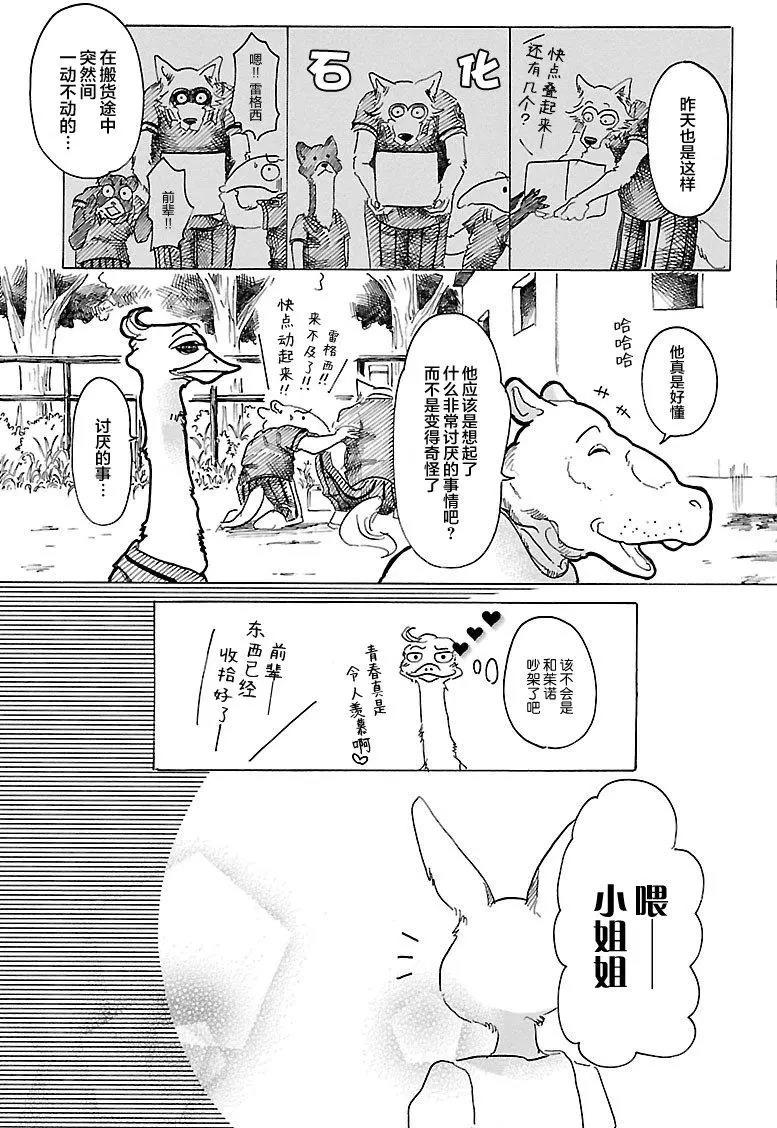 昨天也是这样
快点叠起来—
还有几个？
石化
嗯!!雷格西
前辈!!
在搬货途中
突然间
一动不动的…
他真是好懂
哈哈哈
他应该是想起了
什么非常讨厌的事情吧？
而不是变得奇怪了
雷格西
来不及了!!
快点动起来!!
讨厌的事…
该不会是
和茱诺
吵架了吧
青春真是
令人羡慕啊♡
前辈
东西已经
收拾好了—
喂——
小姐姐